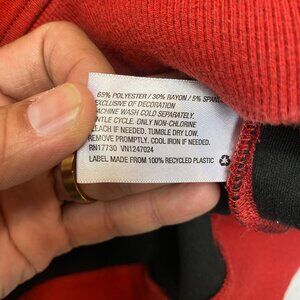 65% POLYESTER / 30% RAYON / 5% SPAN
EXCLUSIVE OF DECORATION
MACHINE WASH COLD SEPARATELY.
GENTLE CYCLE. ONLY NON-CHLORINE
BLEACH IF NEEDED. TUMBLE DRY LOW.
REMOVE PROMPTLY. COOL IRON IF NEEDED.
RN17730 VN1247024
LABEL MADE FROM 100% RECYCLED PLASTIC